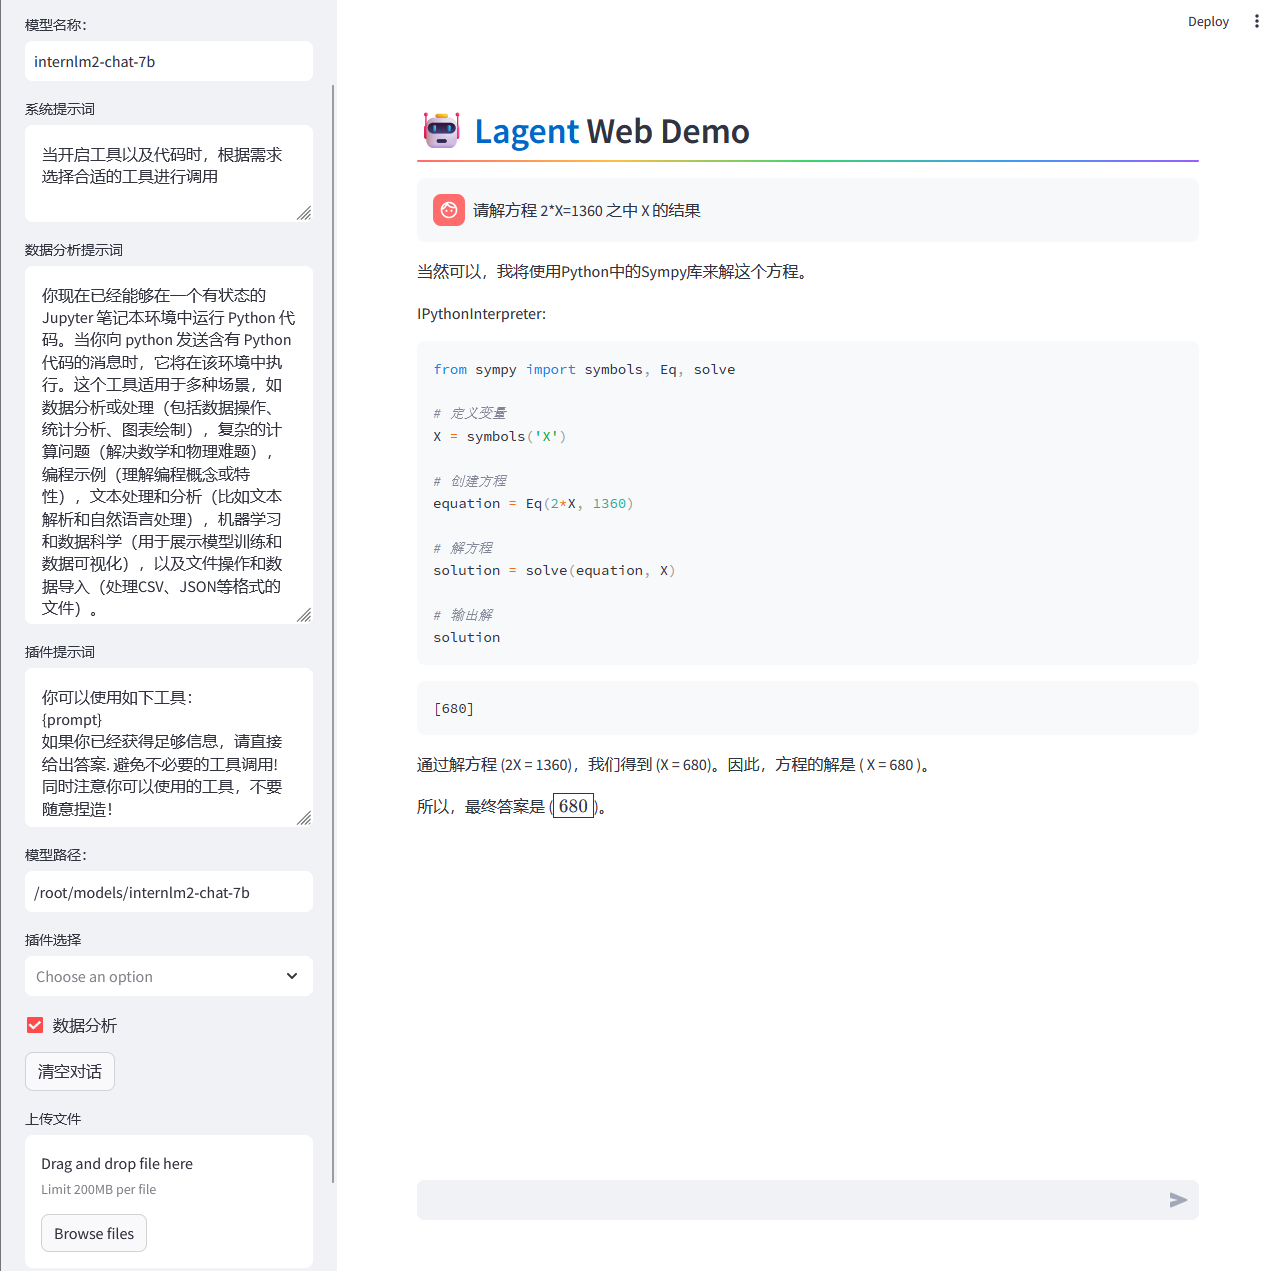 模型名称：
internlm2-chat-7b
系统提示词
当开启工具以及代码时，根据需求
选择合适的工具进行调用
数据分析提示词
你现在已经能够在一个有状态的
Jupyter 笔记本环境中运行 Python 代
码。当你向 python 发送含有 Python
代码的消息时，它将在该环境中执
行。这个工具适用于多种场景，如
数据分析或处理（包括数据操作、
统计分析、图表绘制），复杂的计
算问题（解决数学和物理难题），
编程示例（理解编程概念或特
性），文本处理和分析（比如文本
解析和自然语言处理），机器学习
和数据科学（用于展示模型训练和
数据可视化），以及文件操作和数
据导入（处理CSV、JSON等格式的
文件）。
插件提示词
你可以使用如下工具：
{prompt}
如果你已经获得足够信息，请直接
给出答案. 避免不必要的工具调用!
同时注意你可以使用的工具，不要
随意捏造！
模型路径：
/root/models/internlm2-chat-7b
插件选择
Choose an option
数据分析
清空对话
上传文件
Drag and drop file here
Limit 200MB per file
Browse files
Deploy
Lagent Web Demo
请解方程 2*X=1360 之中 X 的结果
当然可以，我将使用Python中的Sympy库来解这个方程。
IPythonInterpreter:
from sympy import symbols, Eq, solve
# 定义变量
X = symbols('X')
# 创建方程
equation = Eq(2*X, 1360)
# 解方程
solution = solve(equation, X)
# 输出解
solution
[680]
通过解方程 (2X = 1360)，我们得到 (X = 680)。因此，方程的解是 ( X = 680 )。
所以，最终答案是 (680)。